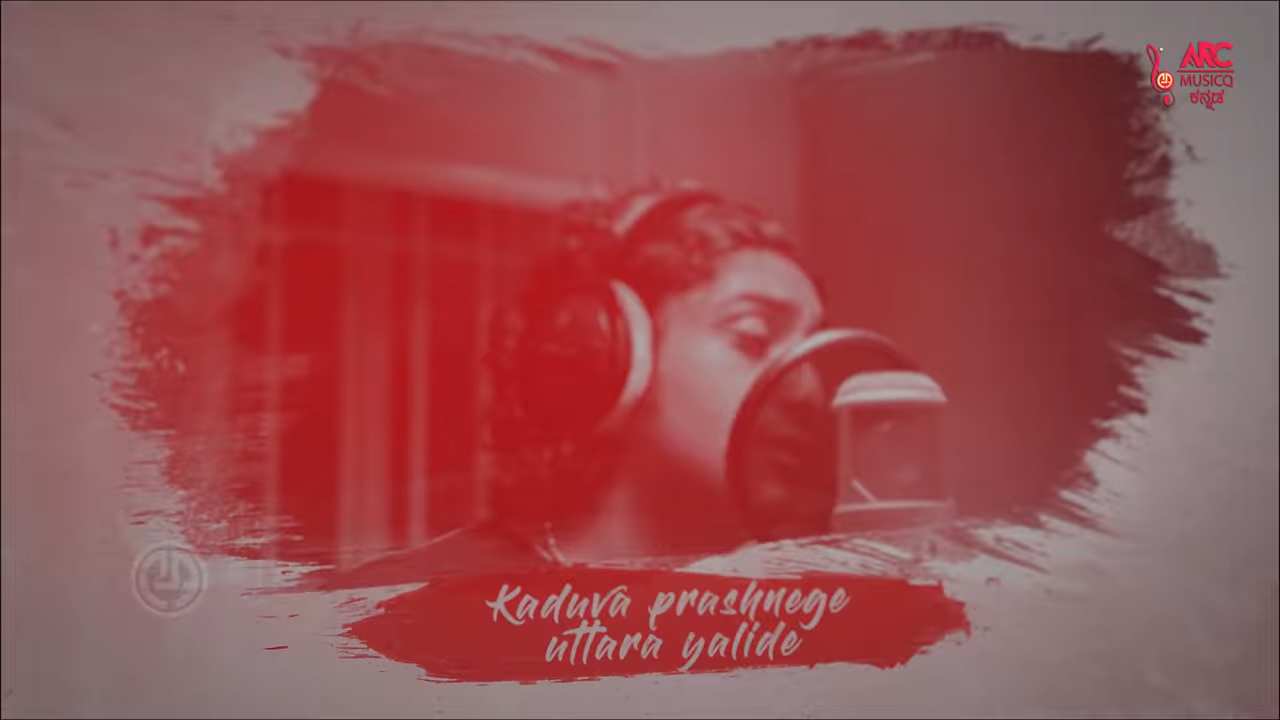 ARC
MUSICQ
ಕನ್ನಡ
Kaduva prashnege
uttara yalide